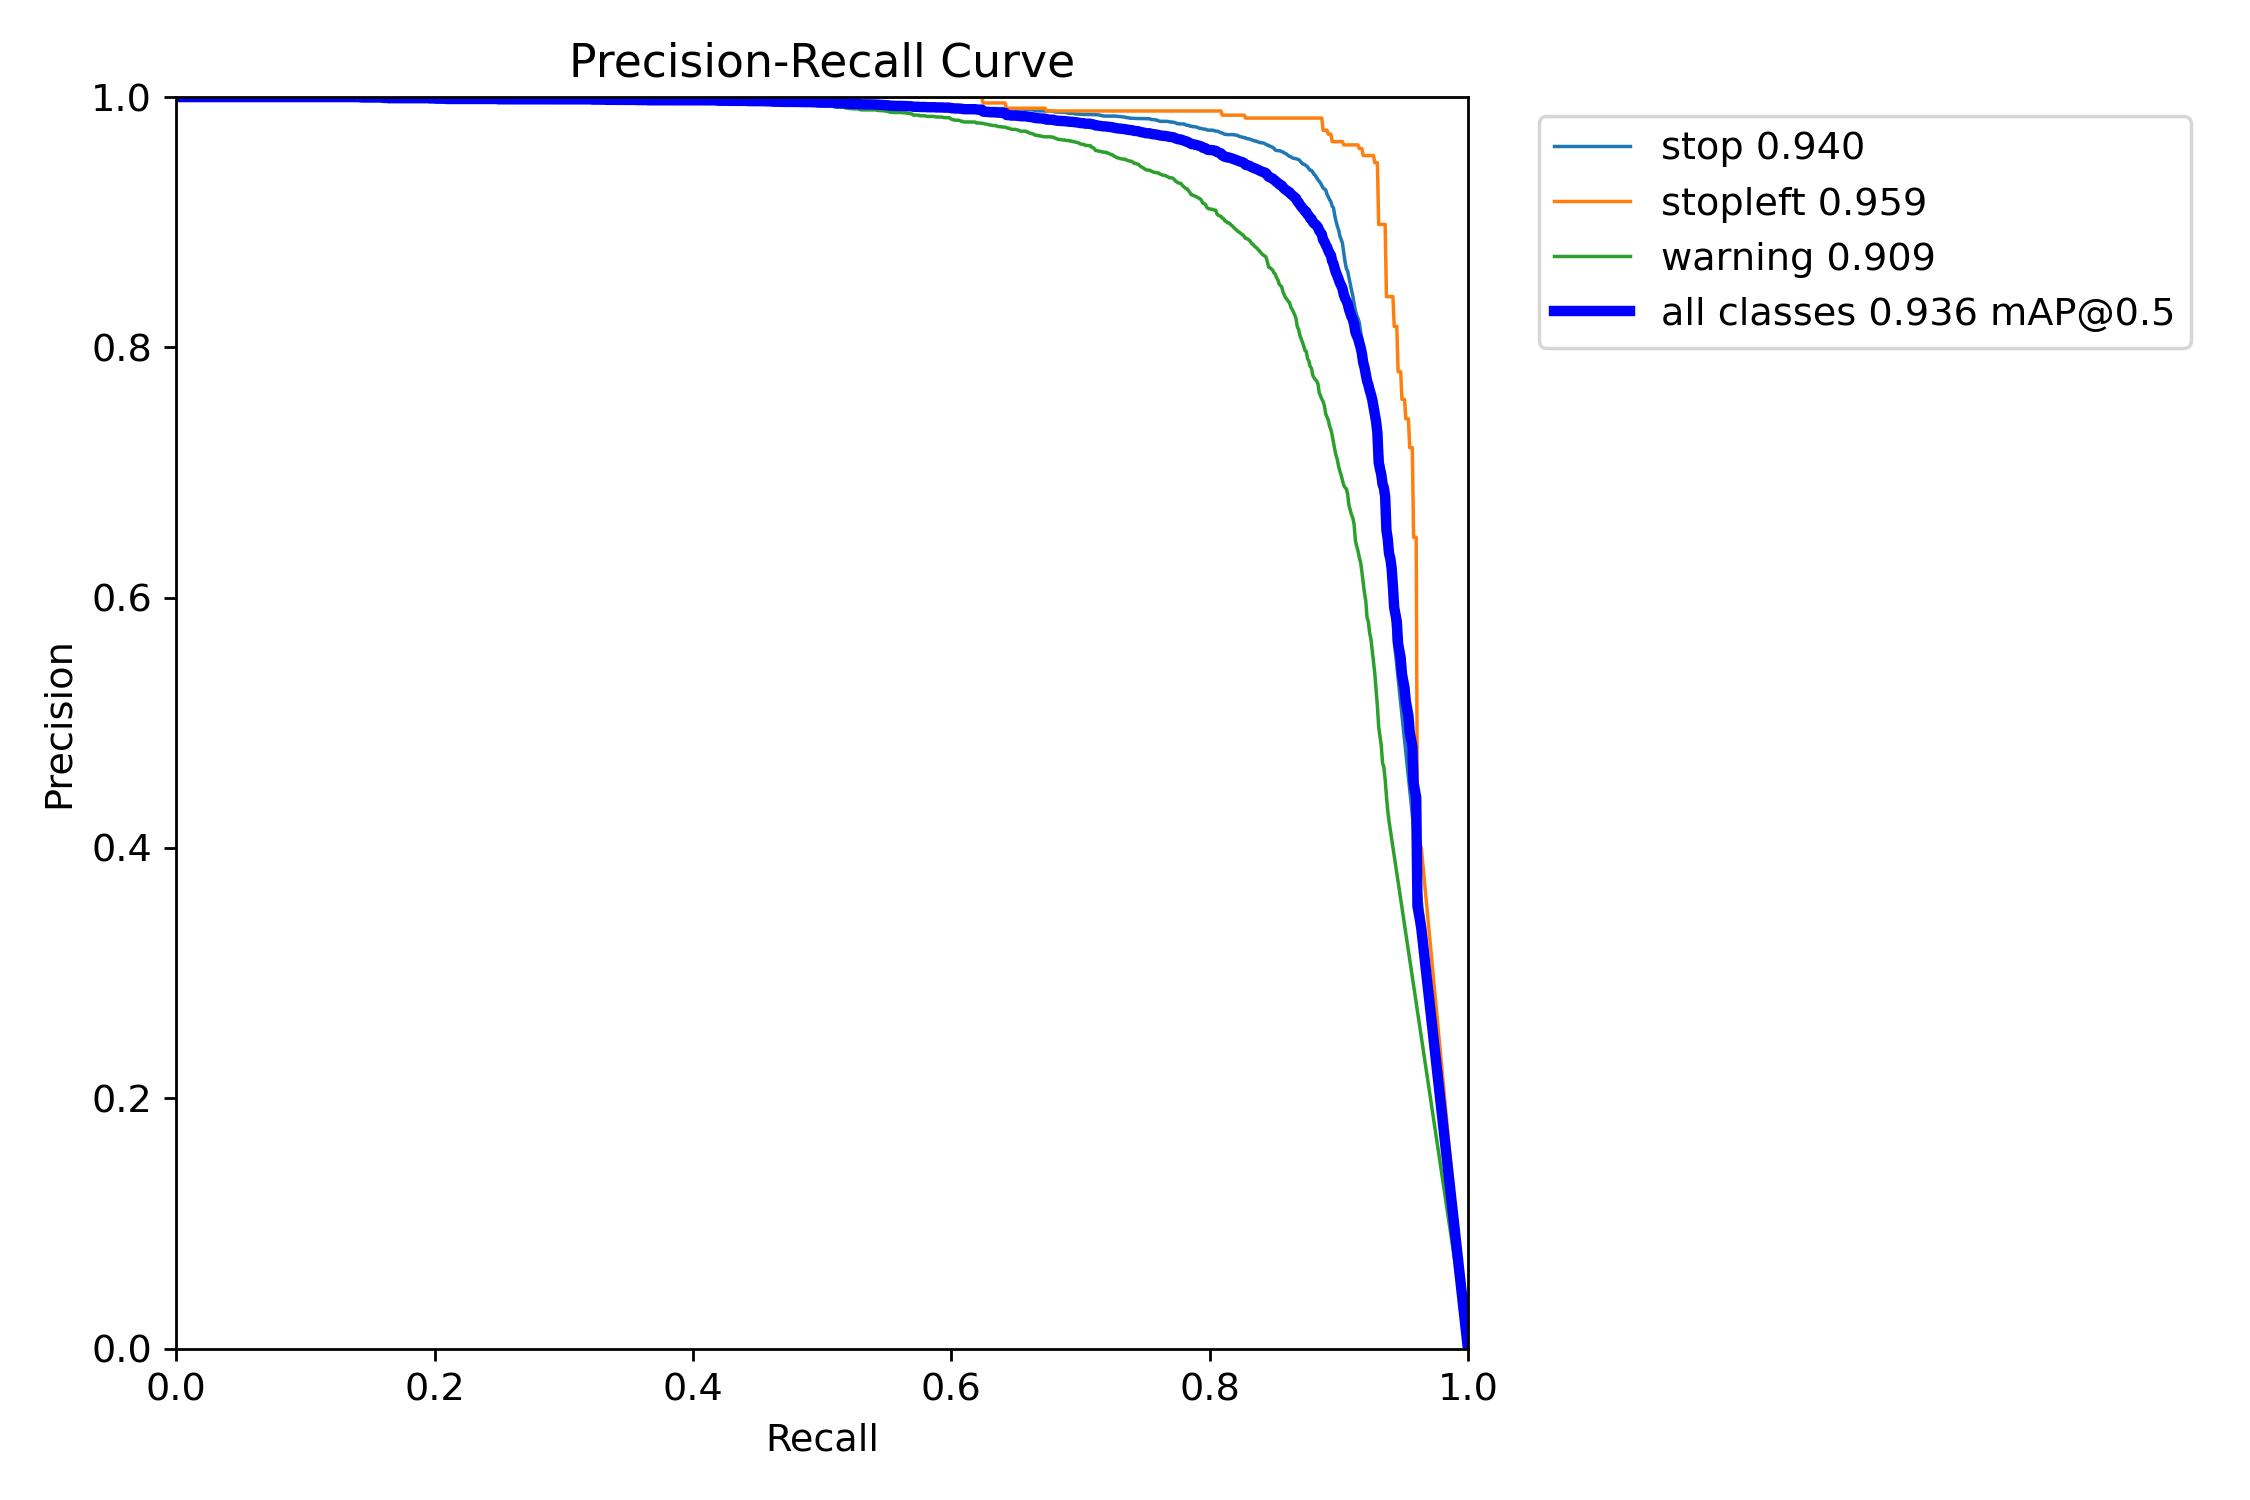 Precision-Recall Curve
1.0
0.8
0.6
0.4
0.2
0.0
Precision
0.0 0.2 0.4 0.6 0.8 1.0
Recall
stop 0.940
stopleft 0.959
warning 0.909
all classes 0.936 mAP@0.5